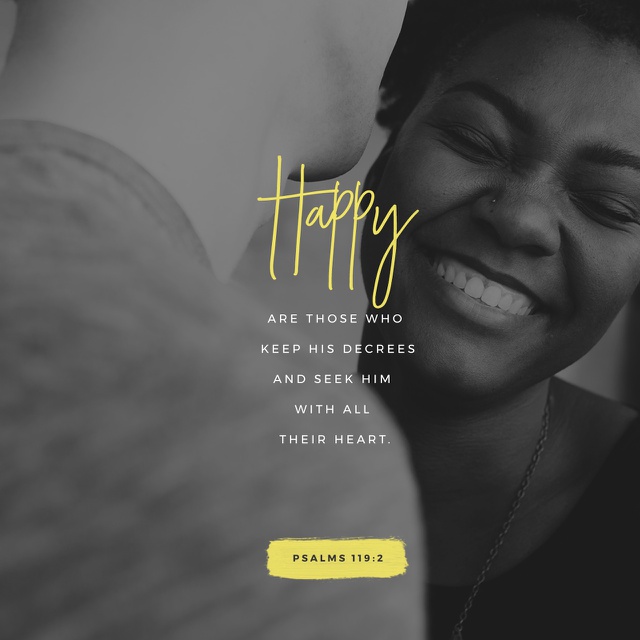 Happy
ARE THOSE WHO
KEEP HIS DECREES
AND SEEK HIM
WITH ALL
THEIR HEART.
PSALMS 119:2